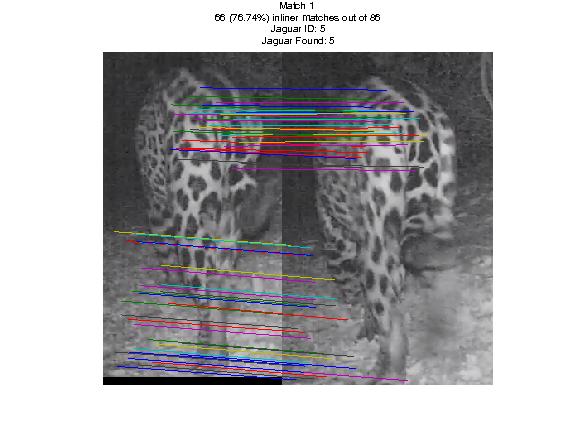 Match 1
66 (76.74%) inliner matches out of 86
Jaguar ID: 5
Jaguar Found: 5